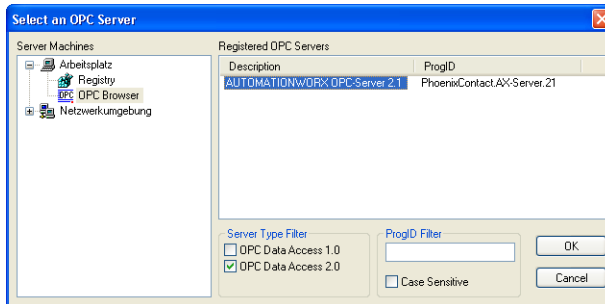 Select an OPC Server
Server Machines
Arbeitsplatz
Registry
OPC OPC Browser
Netzwerkumgebung
Registered OPC Servers
Description ProgID
AUTOMATIONWORX OPC-Server 2.1 PhoenixContact.AX-Server.21
Server Type Filter
OPC Data Access 1.0
OPC Data Access 2.0
ProgID Filter
Case Sensitive
OK
Cancel